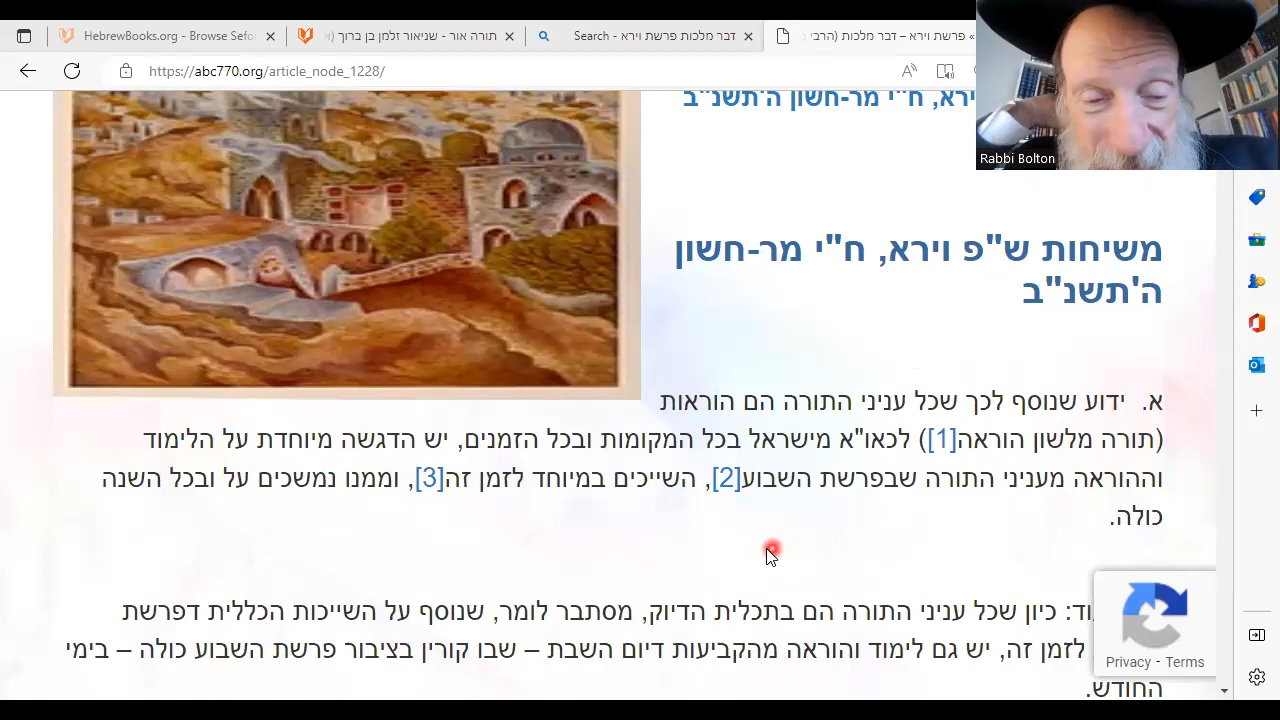 HebrewBooks.org - Browse Sefo
תורה אור - שניאור זלמן בן ברוך (א
דבר מלכות פרשת וירא - Search
« פרשת וירא – דבר מלכות (הרבי
https://abc770.org/article_node_1228/
Rabbi Bolton
ירא, ח"י מר-חשון ה'תשנ"ב
משיחות ש"פ וירא, ח"י מר-חשון
ה'תשנ"ב
א. ידוע שנוסף לכך שכל עניני התורה הם הוראות
(תורה מלשון הוראה[1]) לכאו"א מישראל בכל המקומות ובכל הזמנים, יש הדגשה מיוחדת על הלימוד
וההוראה מעניני התורה שבפרשת השבוע[2], השייכים במיוחד לזמן זה[3], וממנו נמשכים על ובכל השנה
כולה.
וד: כיון שכל עניני התורה הם בתכלית הדיוק, מסתבר לומר, שנוסף על השייכות הכללית דפרשת
לזמן זה, יש גם לימוד והוראה מהקביעות דיום השבת – שבו קורין בציבור פרשת השבוע כולה – בימי
החודש.
Privacy - Terms